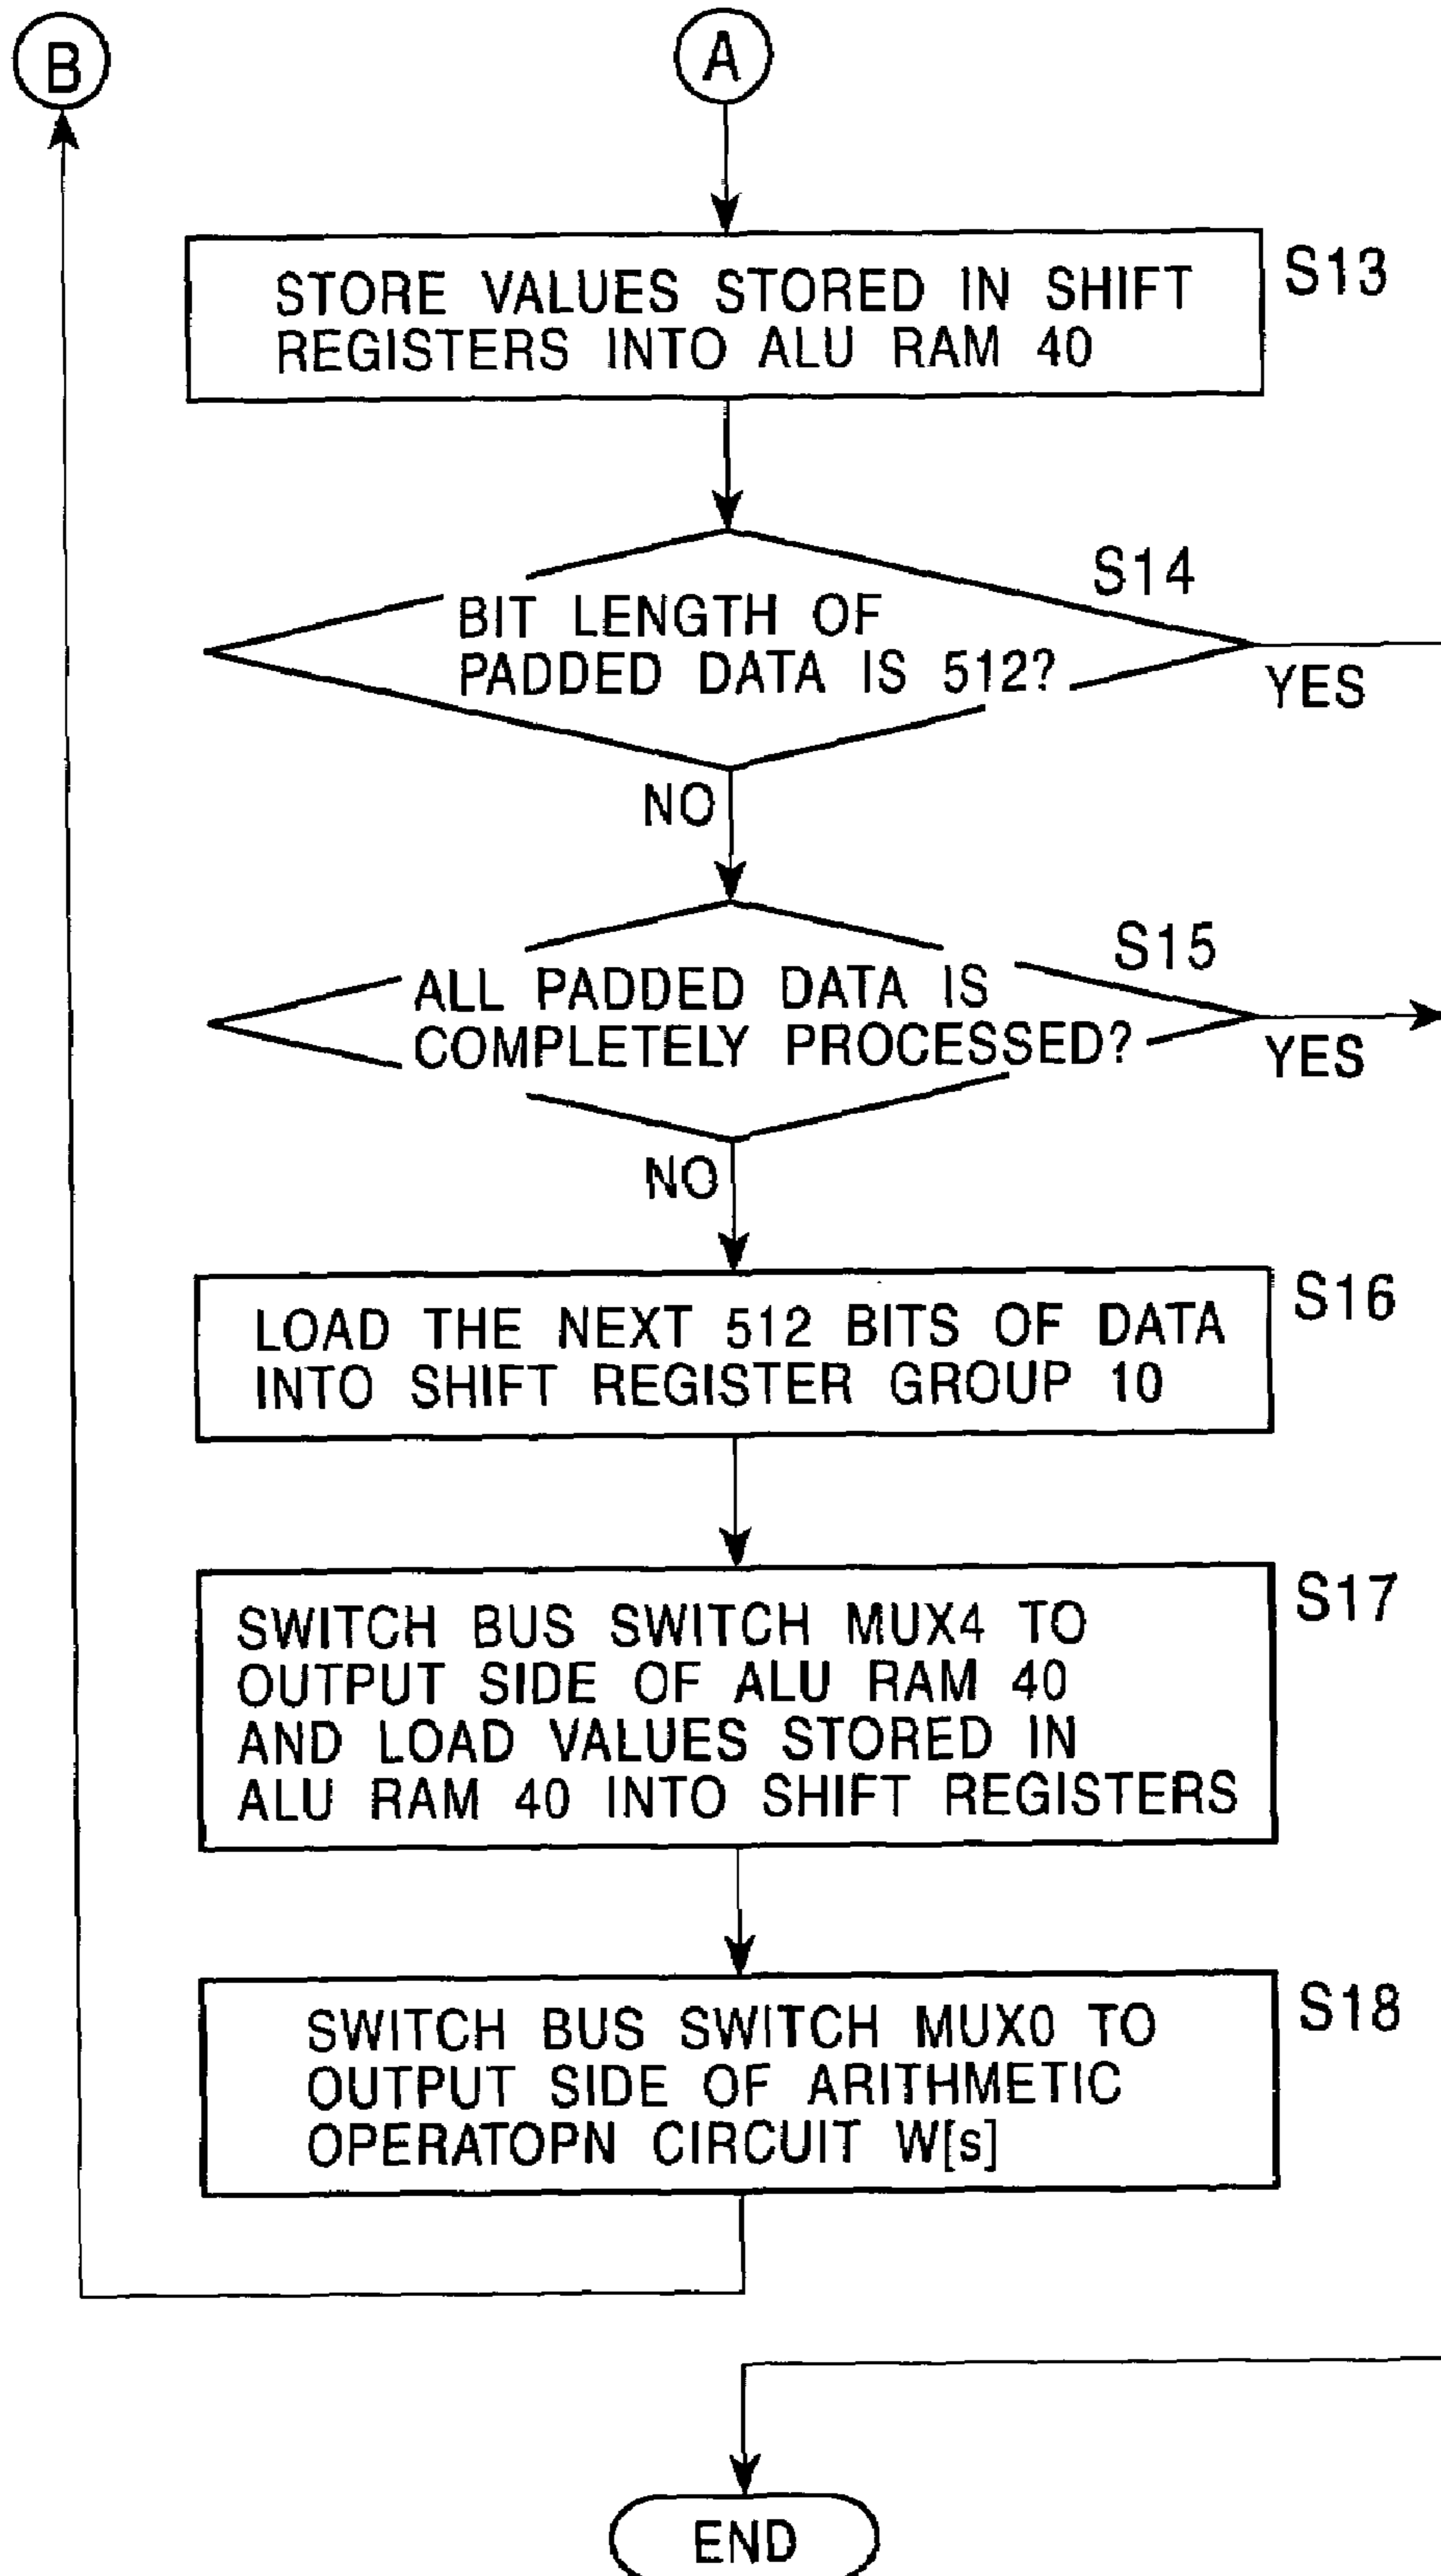 B
A
STORE VALUES STORED IN SHIFT
REGISTERS INTO ALU RAM 40
S13
BIT LENGTH OF
PADDED DATA IS 512?
S14
YES
NO
ALL PADDED DATA IS
COMPLETELY PROCESSED?
S15
YES
NO
LOAD THE NEXT 512 BITS OF DATA
INTO SHIFT REGISTER GROUP 10
S16
SWITCH BUS SWITCH MUX4 TO
OUTPUT SIDE OF ALU RAM 40
AND LOAD VALUES STORED IN
ALU RAM 40 INTO SHIFT REGISTERS
S17
SWITCH BUS SWITCH MUX0 TO
OUTPUT SIDE OF ARITHMETIC
OPERATOPN CIRCUIT W[s]
S18
END